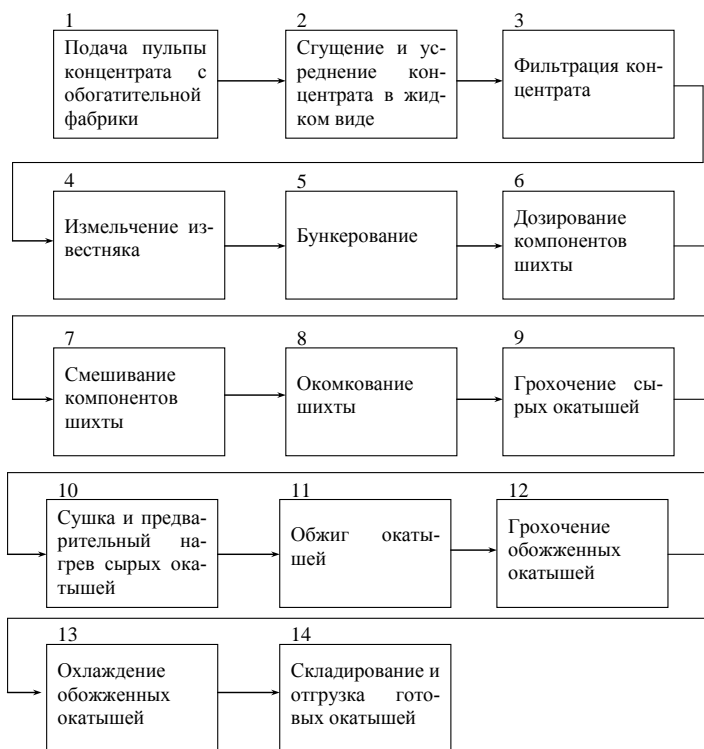 1
Подача пульпы
концентрата с
обогатительной
фабрики
2
Сгущение и ус-
реднение кон-
центрата в жид-
ком виде
3
Фильтрация кон-
центрата
4
Измельчение из-
вестняка
5
Бункерование
6
Дозирование
компонентов
шихты
7
Смешивание
компонентов
шихты
8
Окомкование
шихты
9
Грохочение сы-
рых окатышей
10
Сушка и предва-
рительный на-
грев сырых ока-
тышей
11
Обжиг окаты-
шей
12
Грохочение
обожженных
окатышей
13
Охлаждение
обожженных
окатышей
14
Складирование и
отгрузка гото-
вых окатышей